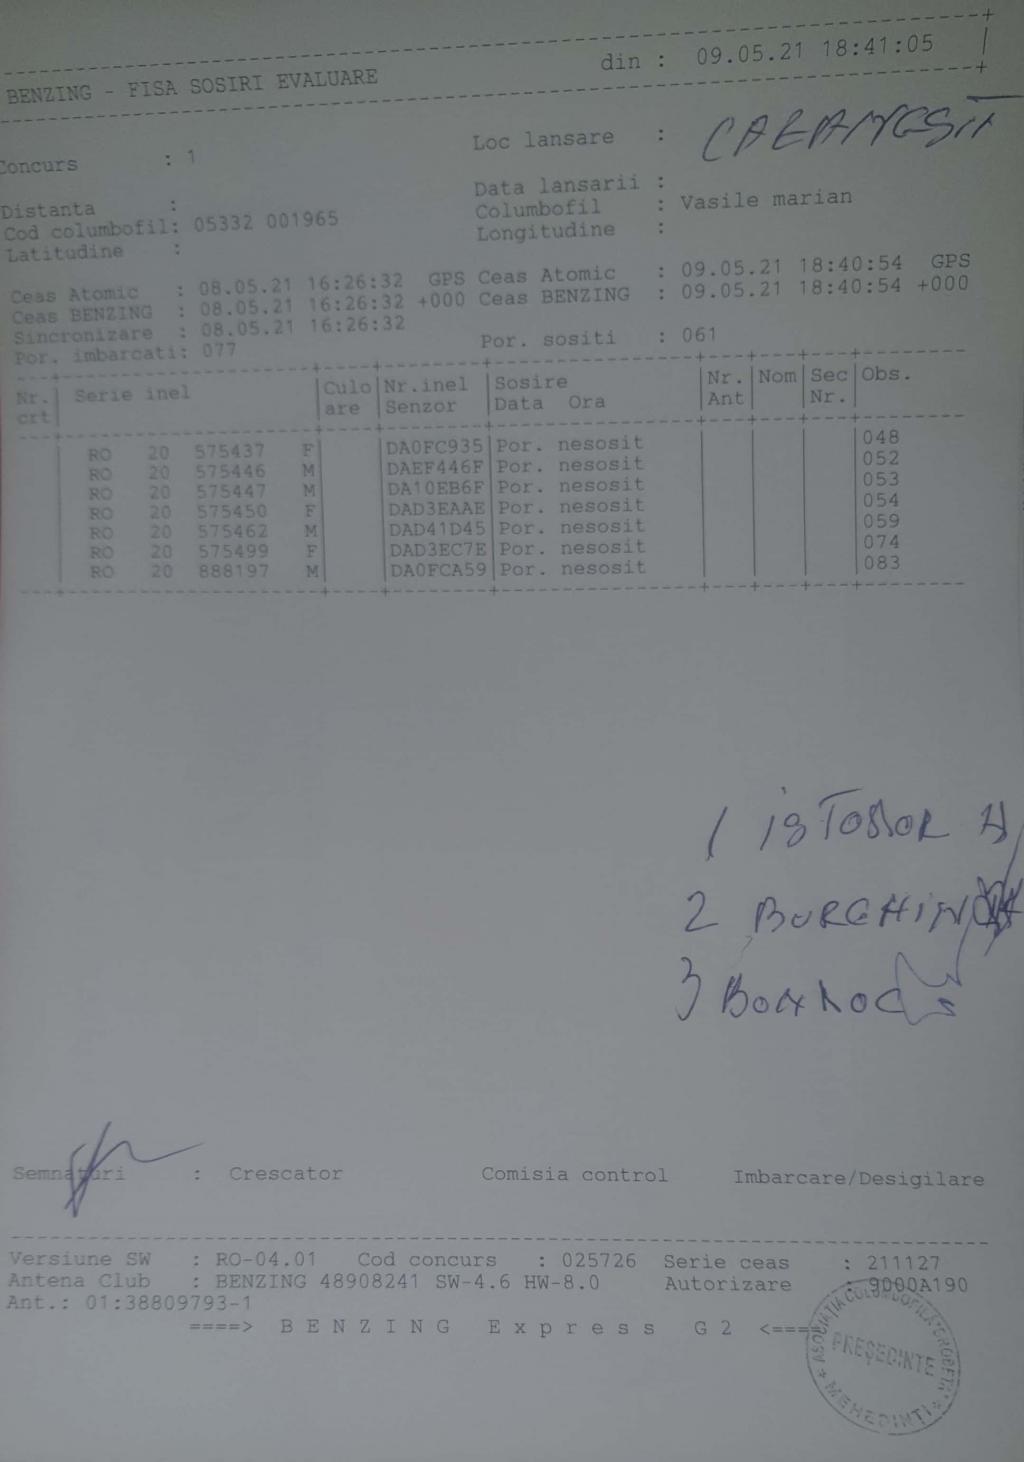 BENZING - FISA SOSIRI EVALUARE din : 09.05.21 18:41:05
Concurs : 1 Loc lansare :
Distanta : Data lansarii :
Cod columbofil: 05332 001965 Columbofil : Vasile marian
Latitudine : Longitudine :
Ceas Atomic : 08.05.21 16:26:32 GPS Ceas Atomic : 09.05.21 18:40:54 GPS
Ceas BENZING : 08.05.21 16:26:32 +000 Ceas BENZING : 09.05.21 18:40:54 +000
Sincronizare : 08.05.21 16:26:32
Por. imbarcati: 077 Por. sositi : 061
Nr. Serie inel Culo Nr.inel Sosire Nr. Nom Sec Obs.
crt are Senzor Data Ora Ant Nr.
RO 20 575437 F DA0FC935 Por. nesosit 048
RO 20 575446 M DAEF446F Por. nesosit 052
RO 20 575447 M DA10EB6F Por. nesosit 053
RO 20 575450 F DAD3EAAE Por. nesosit 054
RO 20 575462 M DAD41D45 Por. nesosit 059
RO 20 575499 F DAD3EC7E Por. nesosit 074
RO 20 888197 M DA0FCA59 Por. nesosit 083
1
2
3
Semnaturi : Crescator Comisia control Imbarcare/Desigilare
Versiune SW : RO-04.01 Cod concurs : 025726 Serie ceas : 211127
Antena Club : BENZING 48908241 SW-4.6 HW-8.0 Autorizare : 9000A190
Ant.: 01:38809793-1
====> B E N Z I N G E x p r e s s G 2 <====
ASOCIAŢIA COLUMBOFILĂ DROBETA
PREŞEDINTE
MEHEDINTI